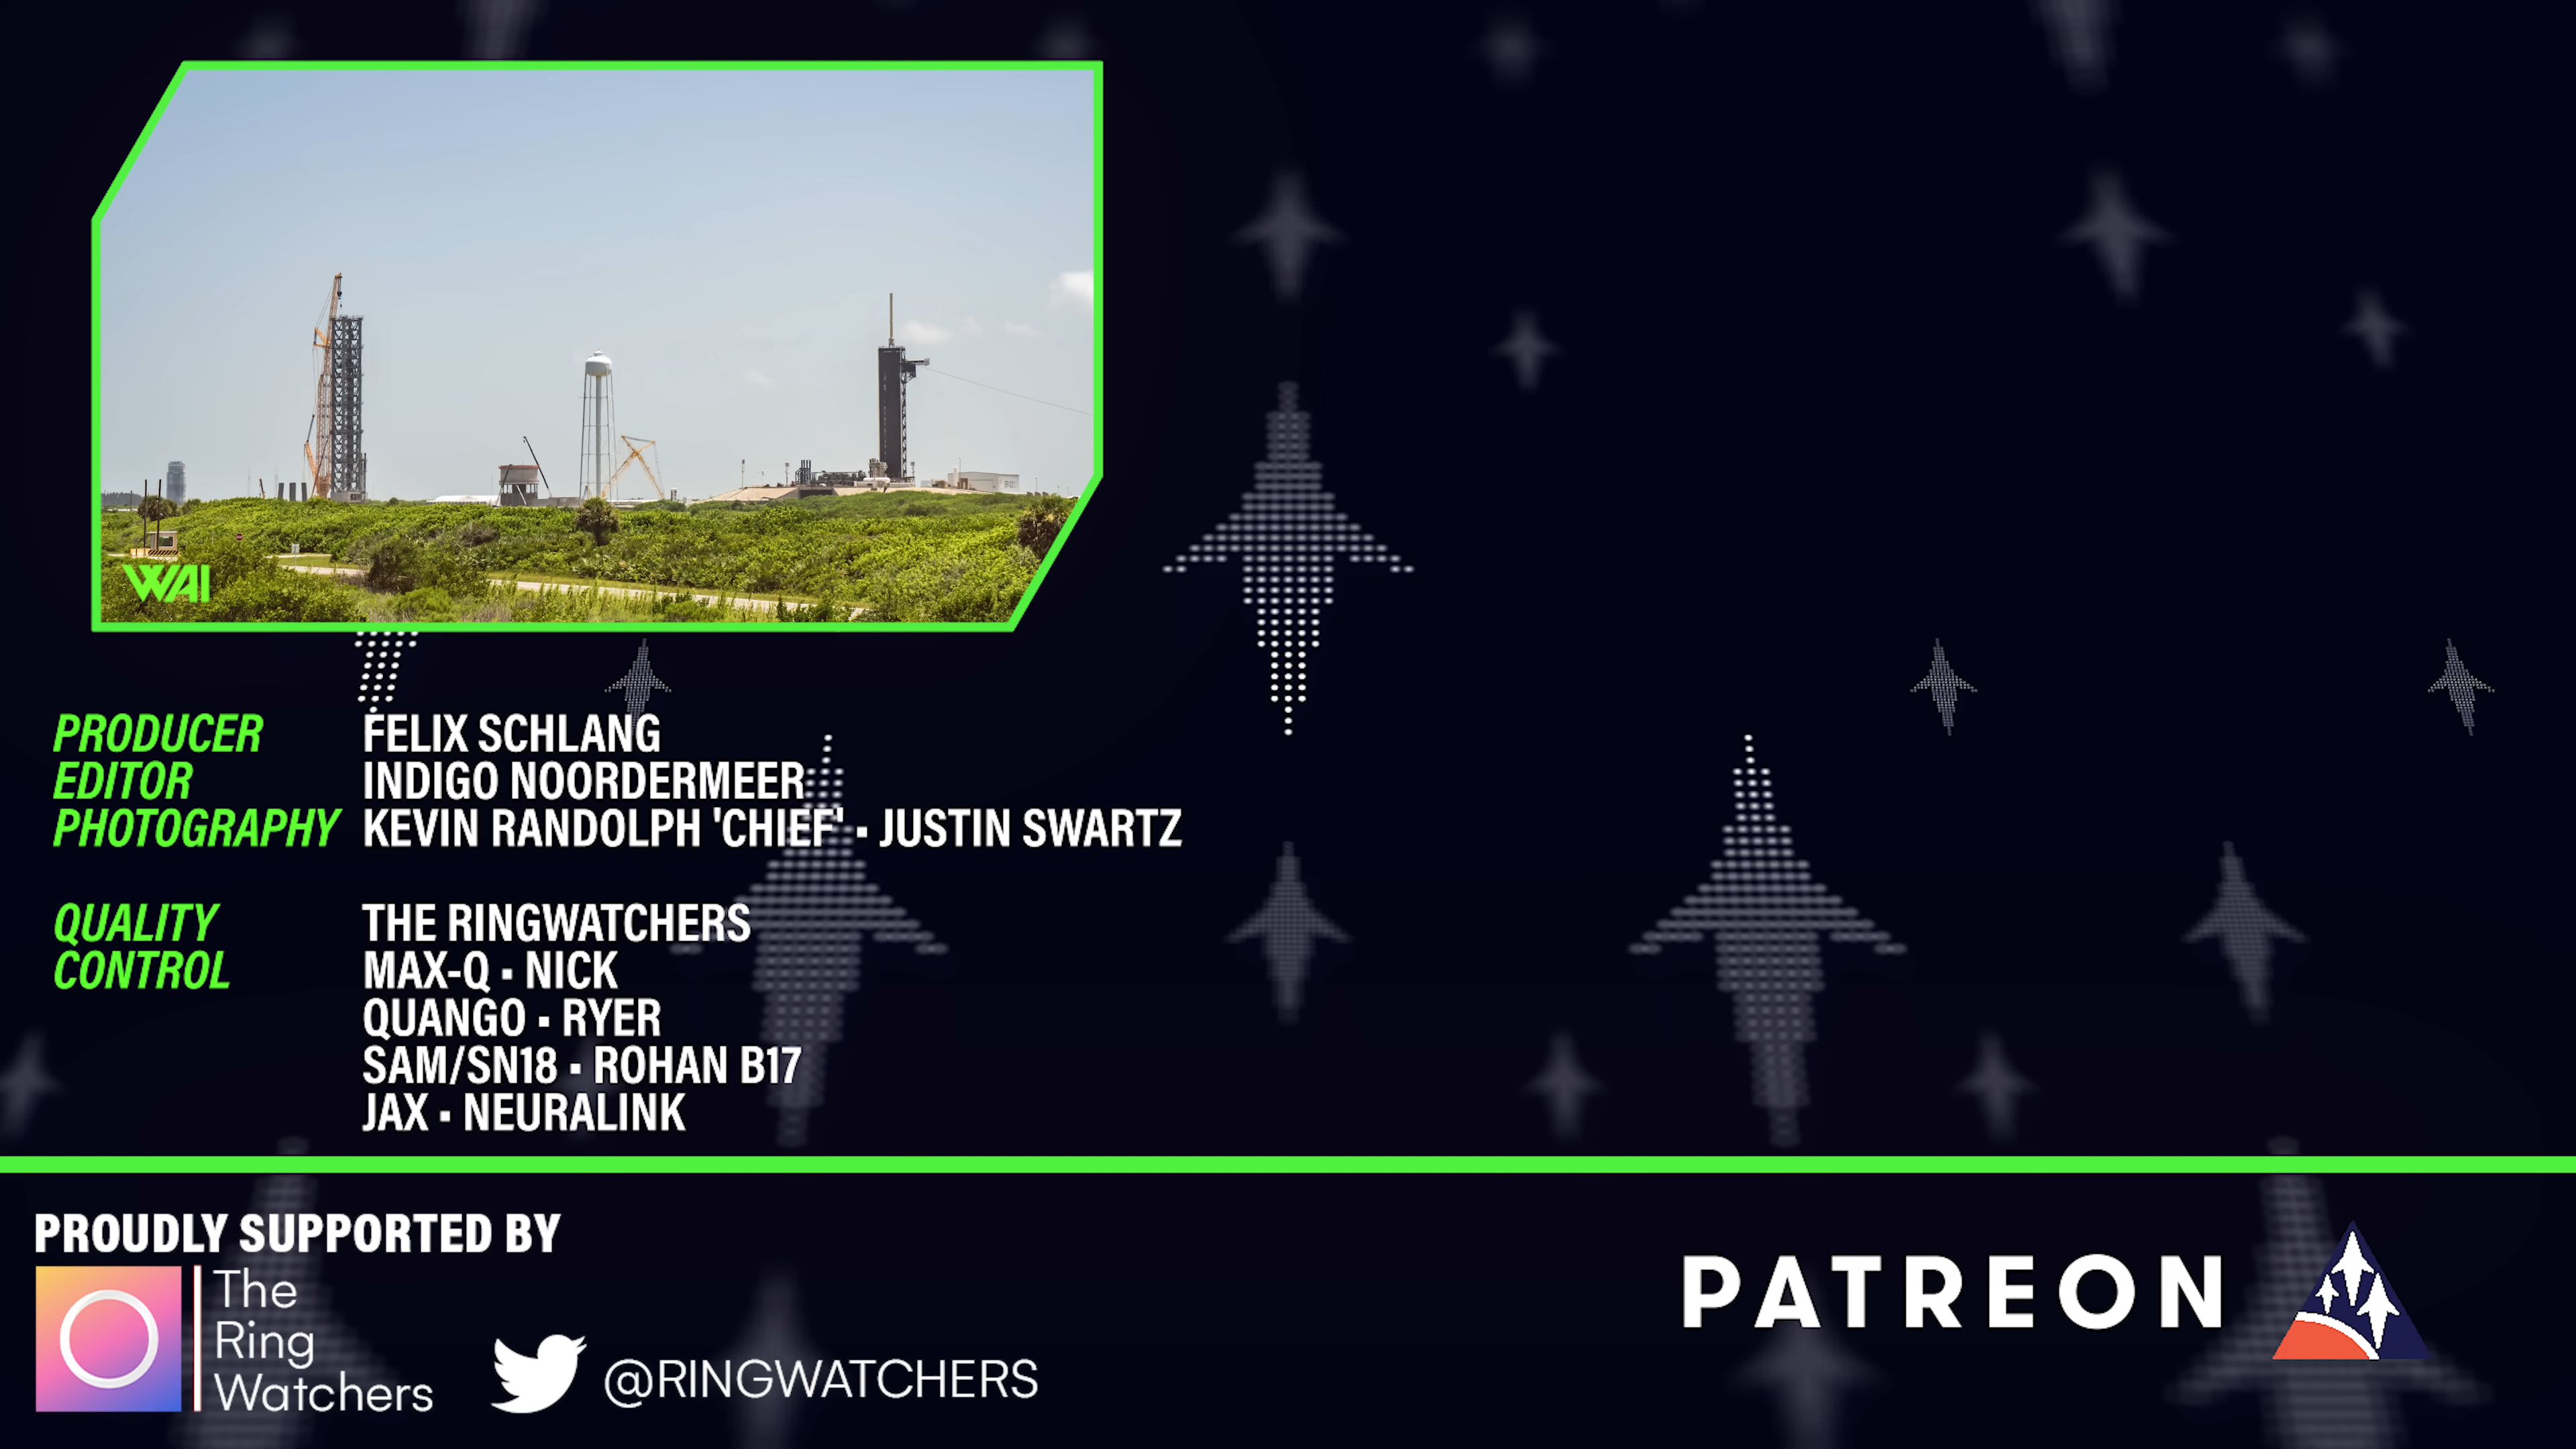 WAI
PRODUCER FELIX SCHLANG
EDITOR INDIGO NOORDERMEER
PHOTOGRAPHY KEVIN RANDOLPH 'CHIEF' · JUSTIN SWARTZ
QUALITY THE RINGWATCHERS
CONTROL MAX-Q · NICK
QUANGO · RYER
SAM/SN18 · ROHAN B17
JAX · NEURALINK
PROUDLY SUPPORTED BY
The
Ring
Watchers
@RINGWATCHERS
PATREON